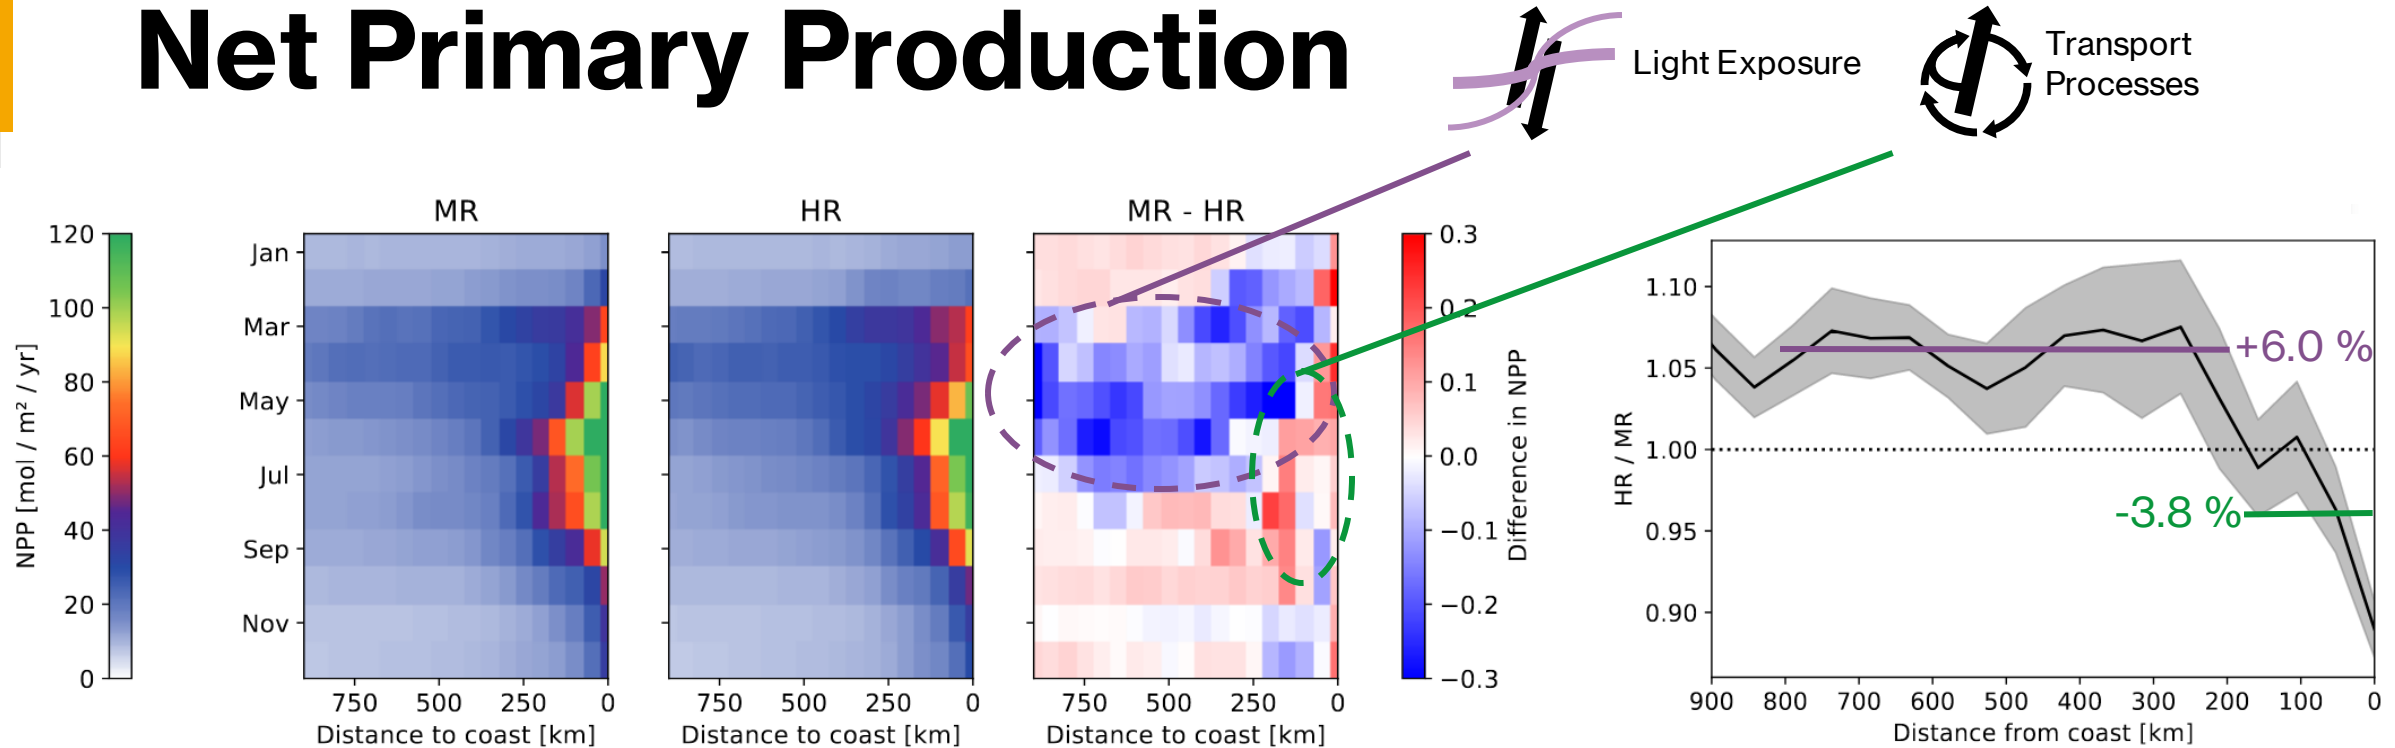 Net Primary Production
Light Exposure
Transport
Processes
MR
HR
MR - HR
120
100
80
60
40
20
0
NPP [mol / m² / yr]
Jan
Mar
May
Jul
Sep
Nov
750
500
250
0
Distance to coast [km]
750
500
250
0
Distance to coast [km]
750
500
250
0
Distance to coast [km]
0.3
0.2
0.1
0.0
−0.1
−0.2
−0.3
Difference in NPP
1.10
1.05
1.00
0.95
0.90
HR / MR
+6.0 %
-3.8 %
900
800
700
600
500
400
300
200
100
0
Distance from coast [km]